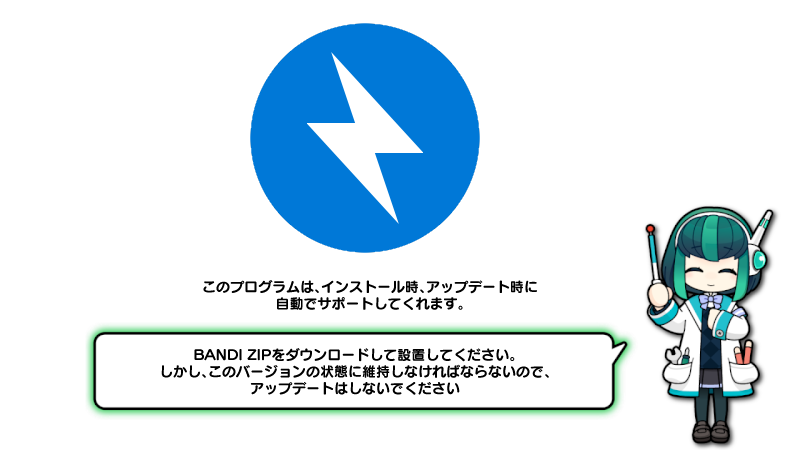 このプログラムは、インストール時、アップデート時に
自動でサポートしてくれます。
BANDI ZIPをダウンロードして設置してください。
しかし、このバージョンの状態に維持しなければならないので、
アップデートはしないでください